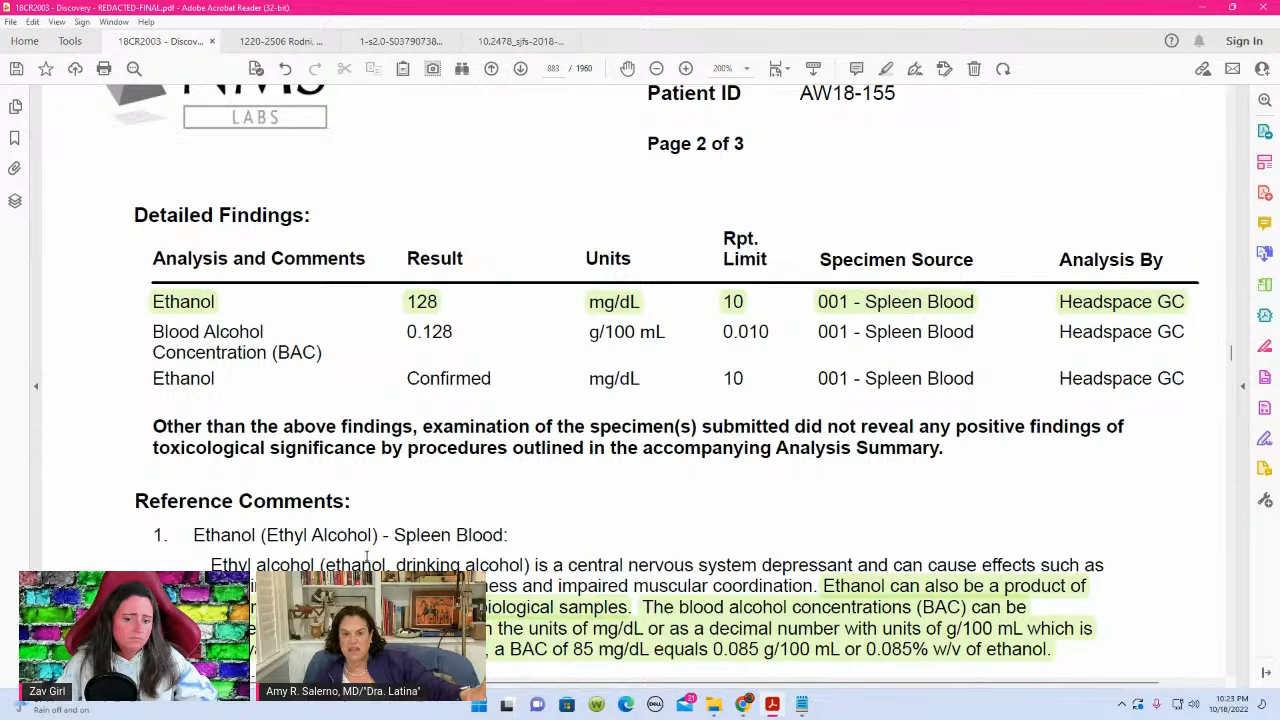 18CR2003 - Discovery - REDACTED-FINAL.pdf - Adobe Acrobat Reader (32-bit)
File Edit View Sign Window Help
Home Tools 18CR2003 - Discov... × 1220-2506 Rodni, ... 1-s2.0-S03790738... 10.2478_sjfs-2018-... Sign In
883 / 1960 200%
LABS
Patient ID AW18-155
Page 2 of 3
Detailed Findings:
Analysis and Comments Result Units Rpt. Limit Specimen Source Analysis By
Ethanol 128 mg/dL 10 001 - Spleen Blood Headspace GC
Blood Alcohol Concentration (BAC) 0.128 g/100 mL 0.010 001 - Spleen Blood Headspace GC
Ethanol Confirmed mg/dL 10 001 - Spleen Blood Headspace GC
Other than the above findings, examination of the specimen(s) submitted did not reveal any positive findings of
toxicological significance by procedures outlined in the accompanying Analysis Summary.
Reference Comments:
1. Ethanol (Ethyl Alcohol) - Spleen Blood:
Ethyl alcohol (ethanol, drinking alcohol) is a central nervous system depressant and can cause effects such as
ness and impaired muscular coordination. Ethanol can also be a product of
biological samples. The blood alcohol concentrations (BAC) can be
the units of mg/dL or as a decimal number with units of g/100 mL which is
, a BAC of 85 mg/dL equals 0.085 g/100 mL or 0.085% w/v of ethanol.
Zav Girl
Amy R. Salerno, MD/"Dra. Latina"
Rain off and on
21
10:23 PM
10/18/2022